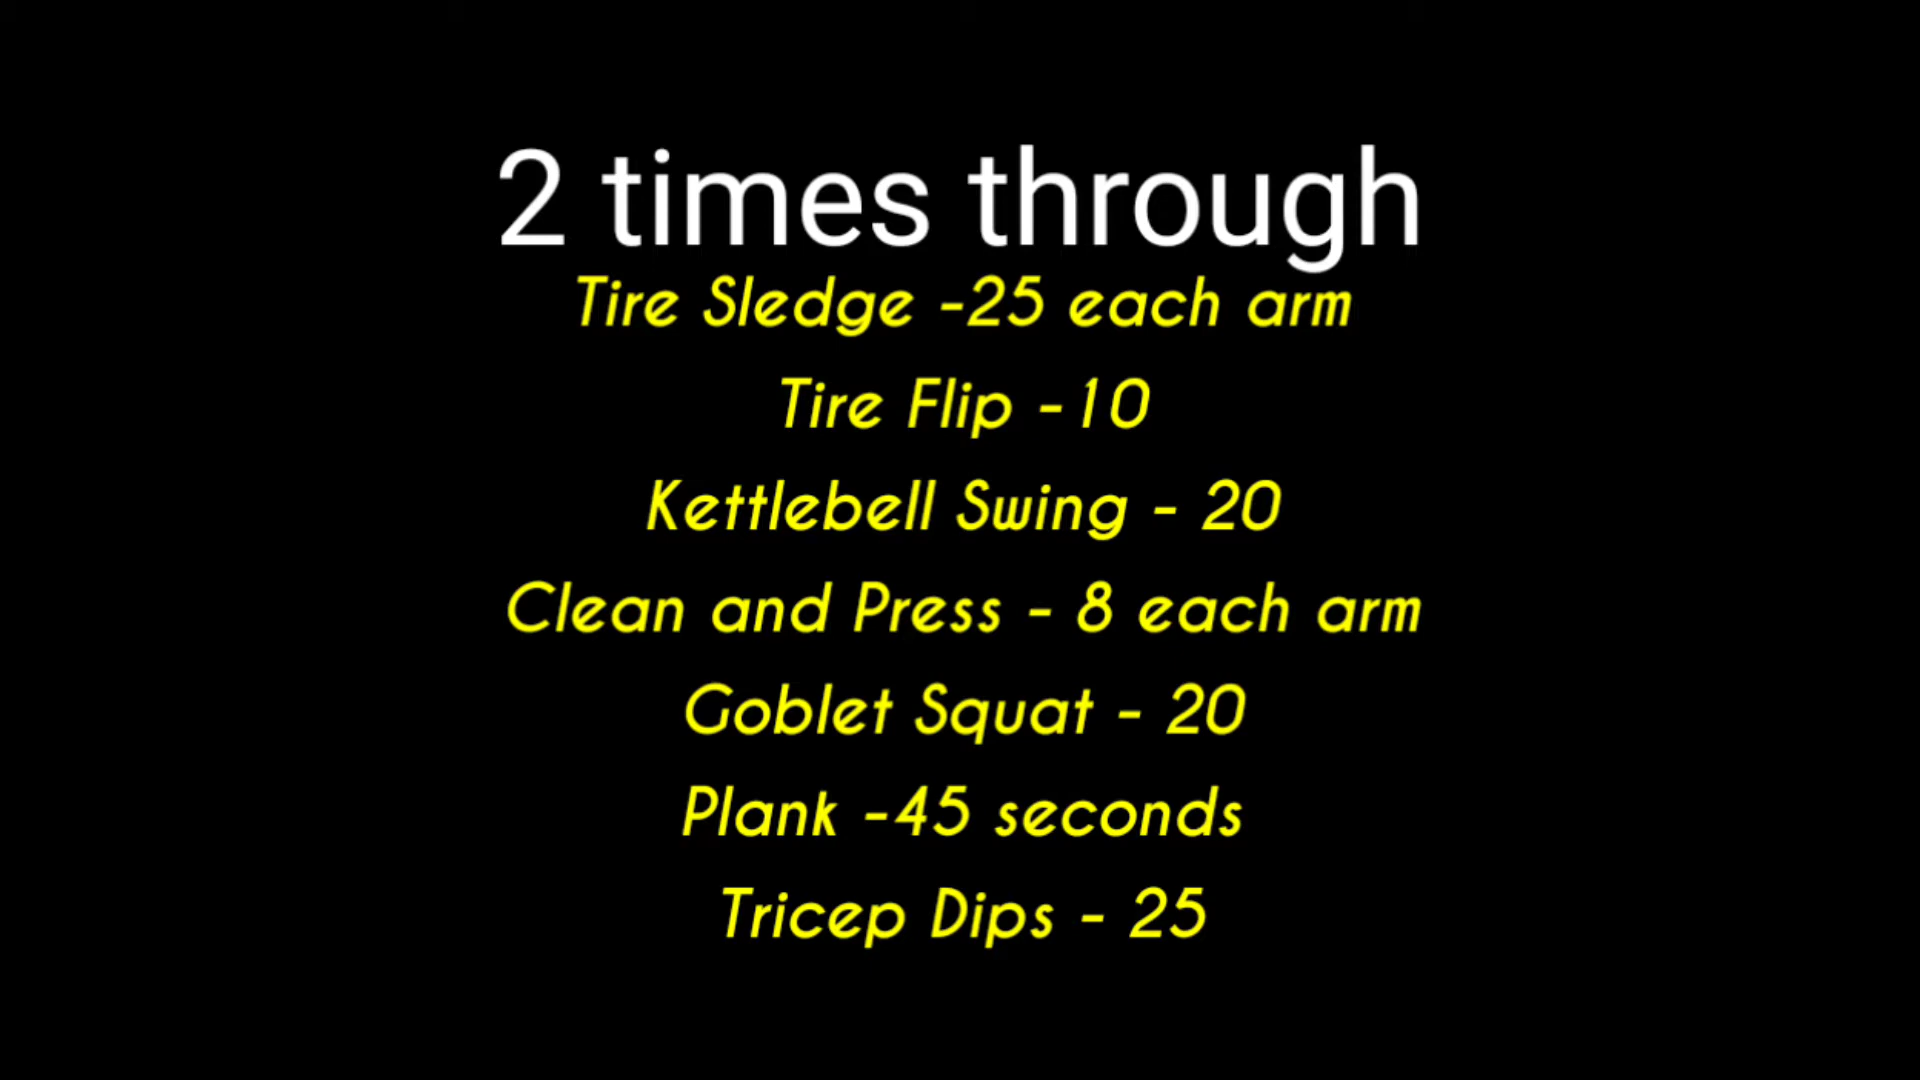 2 times through
Tire Sledge -25 each arm
Tire Flip -10
Kettlebell Swing - 20
Clean and Press - 8 each arm
Goblet Squat - 20
Plank -45 seconds
Tricep Dips - 25